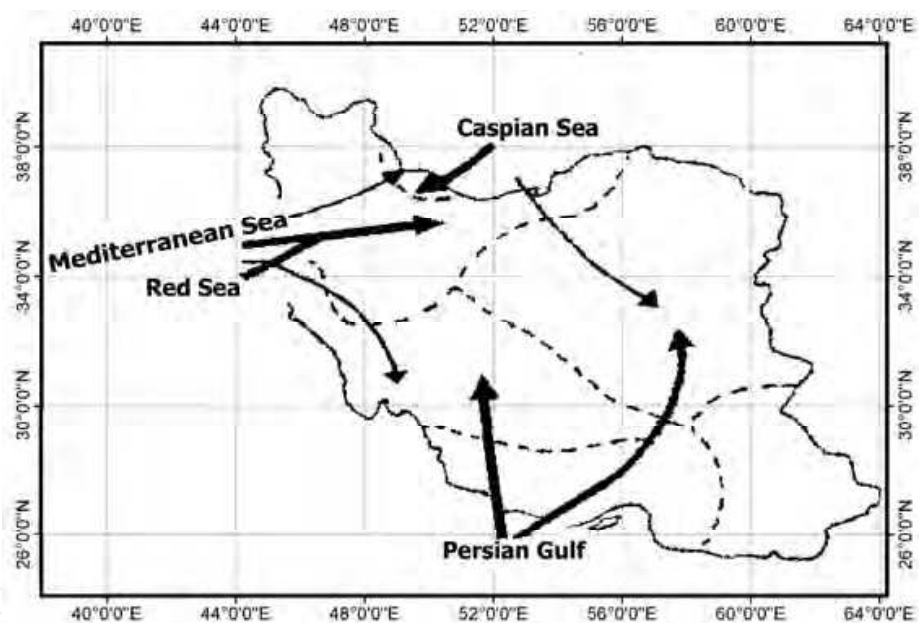 40°0'0"E 44°0'0"E 48°0'0"E 52°0'0"E 56°0'0"E 60°0'0"E 64°0'0"E
38°0'0"N 38°0'0"N
Caspian Sea
Mediterranean Sea
34°0'0"N 34°0'0"N
Red Sea
30°0'0"N 30°0'0"N
26°0'0"N 26°0'0"N
Persian Gulf
40°0'0"E 44°0'0"E 48°0'0"E 52°0'0"E 56°0'0"E 60°0'0"E 64°0'0"E